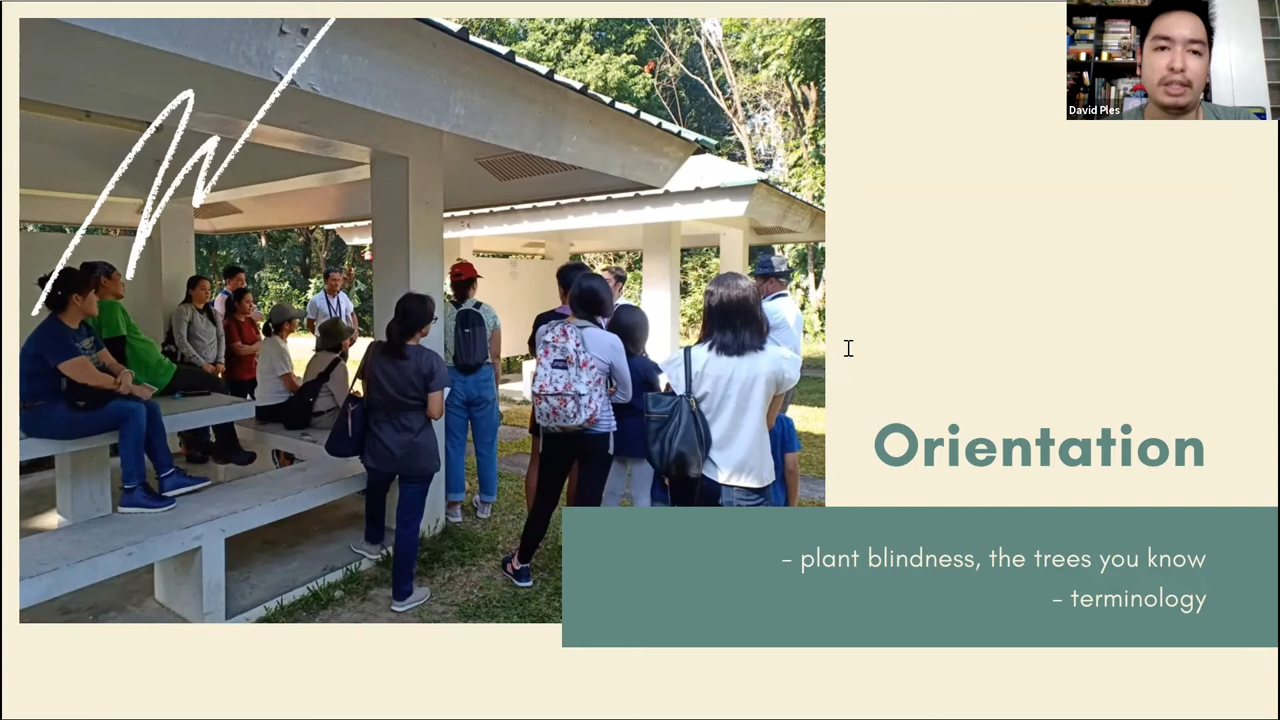 David Ples
Orientation
- plant blindness, the trees you know
- terminology